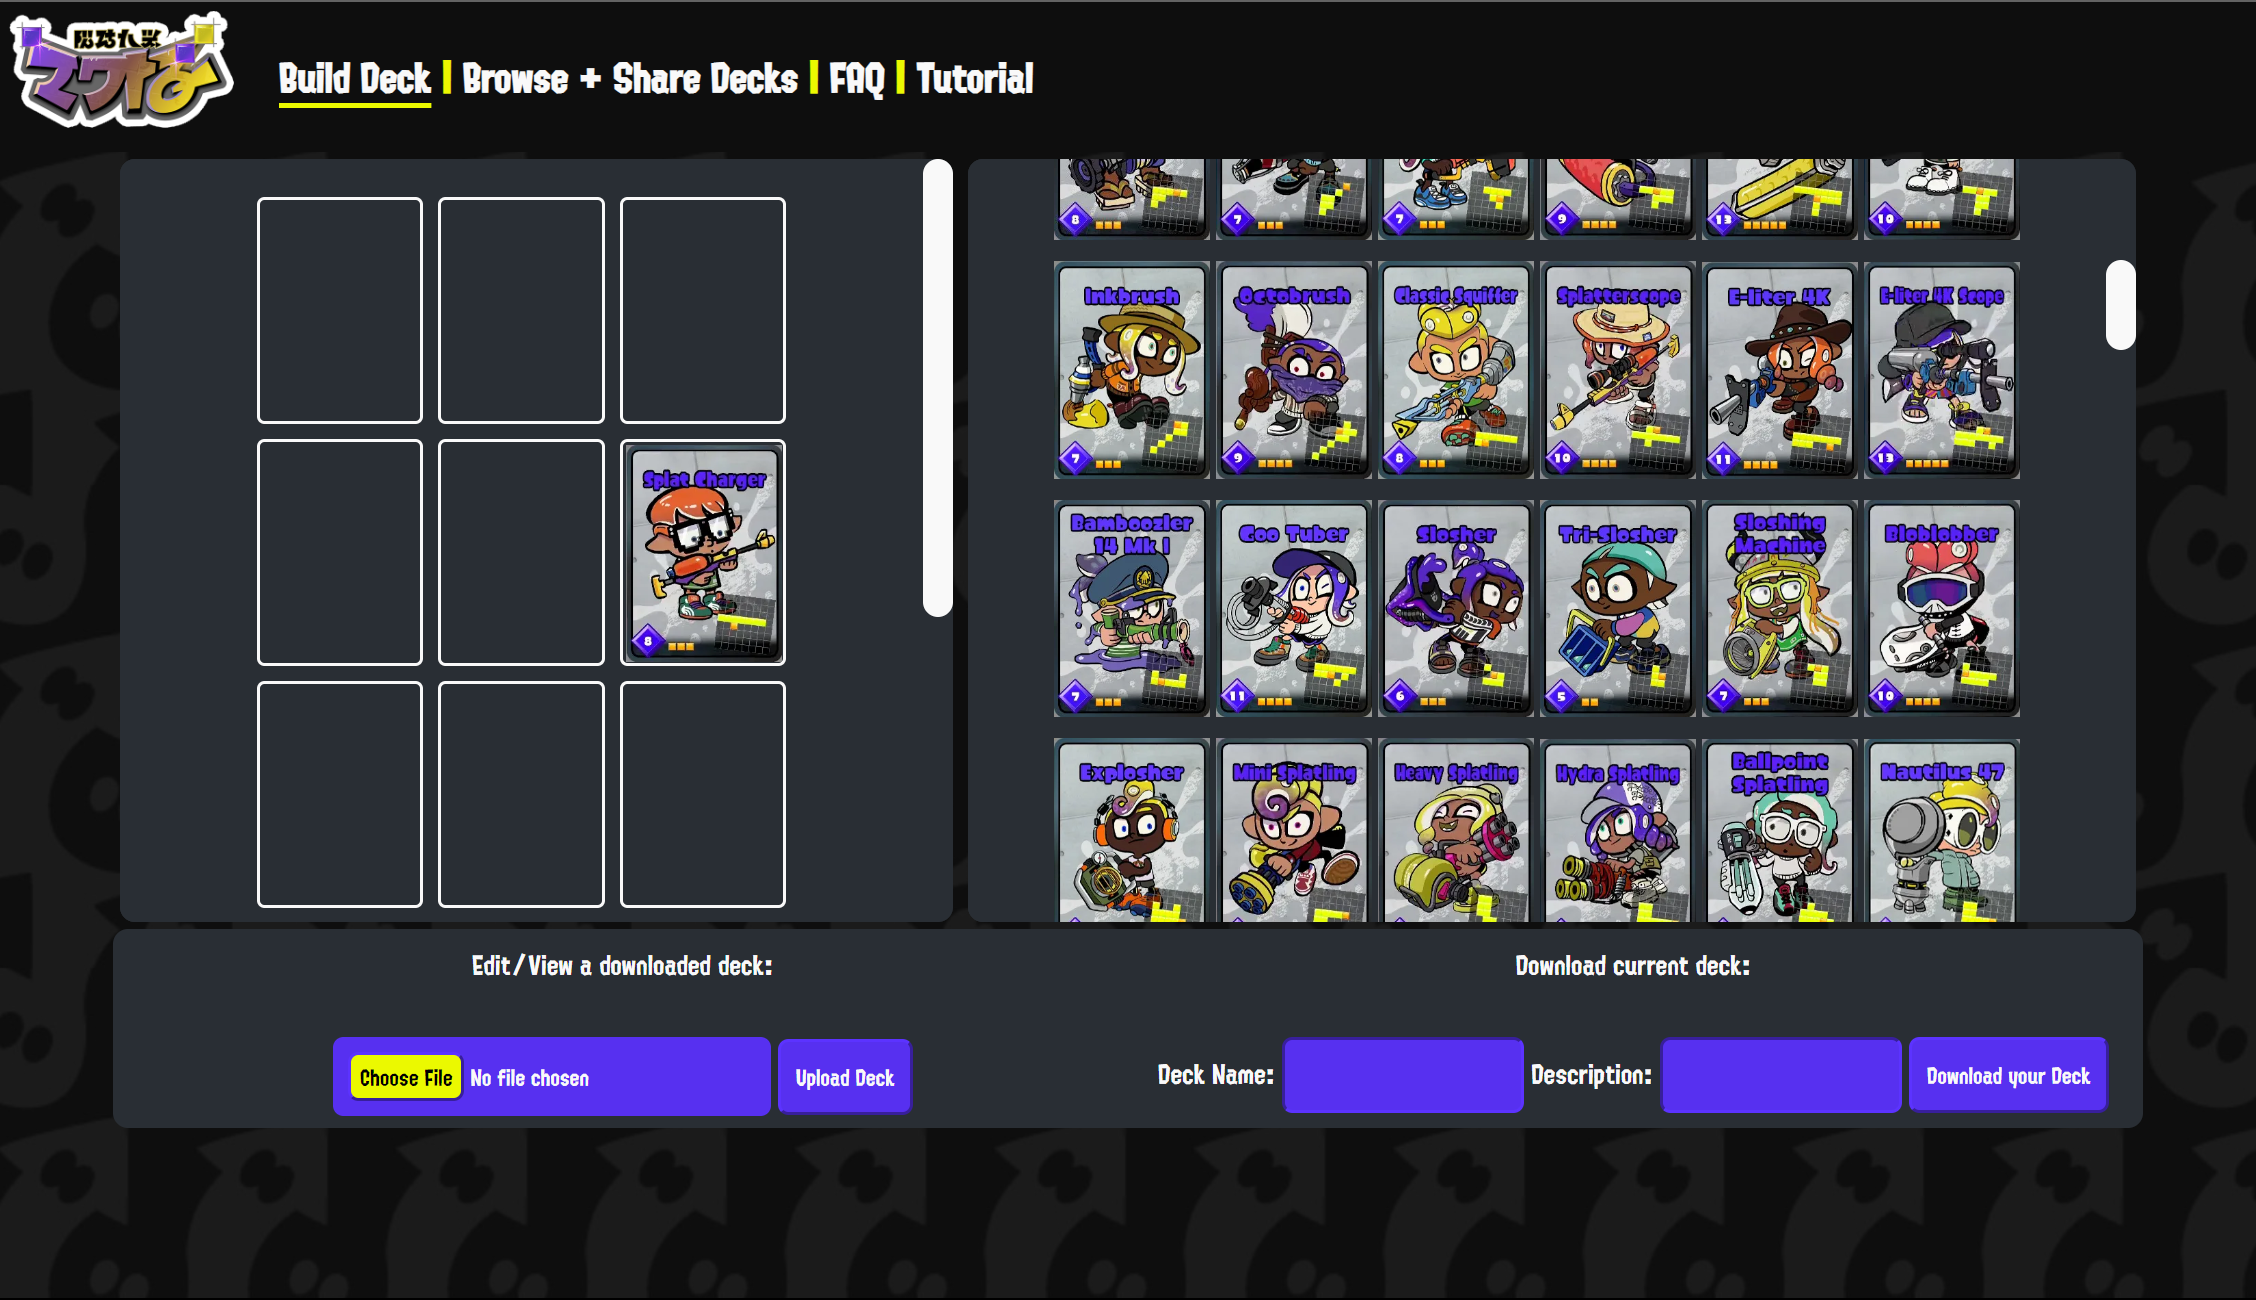 Build Deck | Browse + Share Decks | FAQ | Tutorial
8 7 7 9 13 10
Splat Charger
8
Inkbrush Octobrush Classic Squiffer Splatterscope E-liter 4K E-liter 4K Scope
7 9 8 10 11 13
Bamboozler
14 Mk I
Goo Tuber
Slosher
Tri-Slosher
Sloshing
Machine
Bloblobber
7 11 6 5 7 10
Explosher
Mini Splatling
Heavy Splatling
Hydra Splatling
Ballpoint
Splatling
Nautilus 47
Edit/View a downloaded deck:
Choose File No file chosen
Upload Deck
Download current deck:
Deck Name:
Description:
Download your Deck